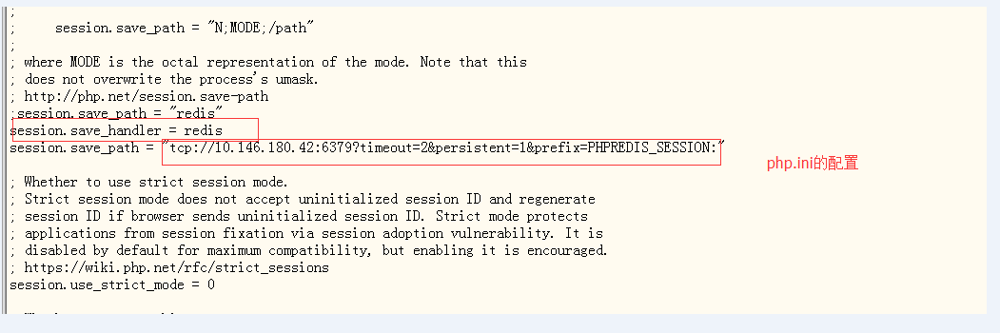 ;
;     session.save_path = "N;MODE;/path"
;
; where MODE is the octal representation of the mode. Note that this
; does not overwrite the process's umask.
; http://php.net/session.save-path
;session.save_path = "redis"
session.save_handler = redis
session.save_path = "tcp://10.146.180.42:6379?timeout=2&persistent=1&prefix=PHPREDIS_SESSION:"
php.ini的配置
; Whether to use strict session mode.
; Strict session mode does not accept uninitialized session ID and regenerate
; session ID if browser sends uninitialized session ID. Strict mode protects
; applications from session fixation via session adoption vulnerability. It is
; disabled by default for maximum compatibility, but enabling it is encouraged.
; https://wiki.php.net/rfc/strict_sessions
session.use_strict_mode = 0